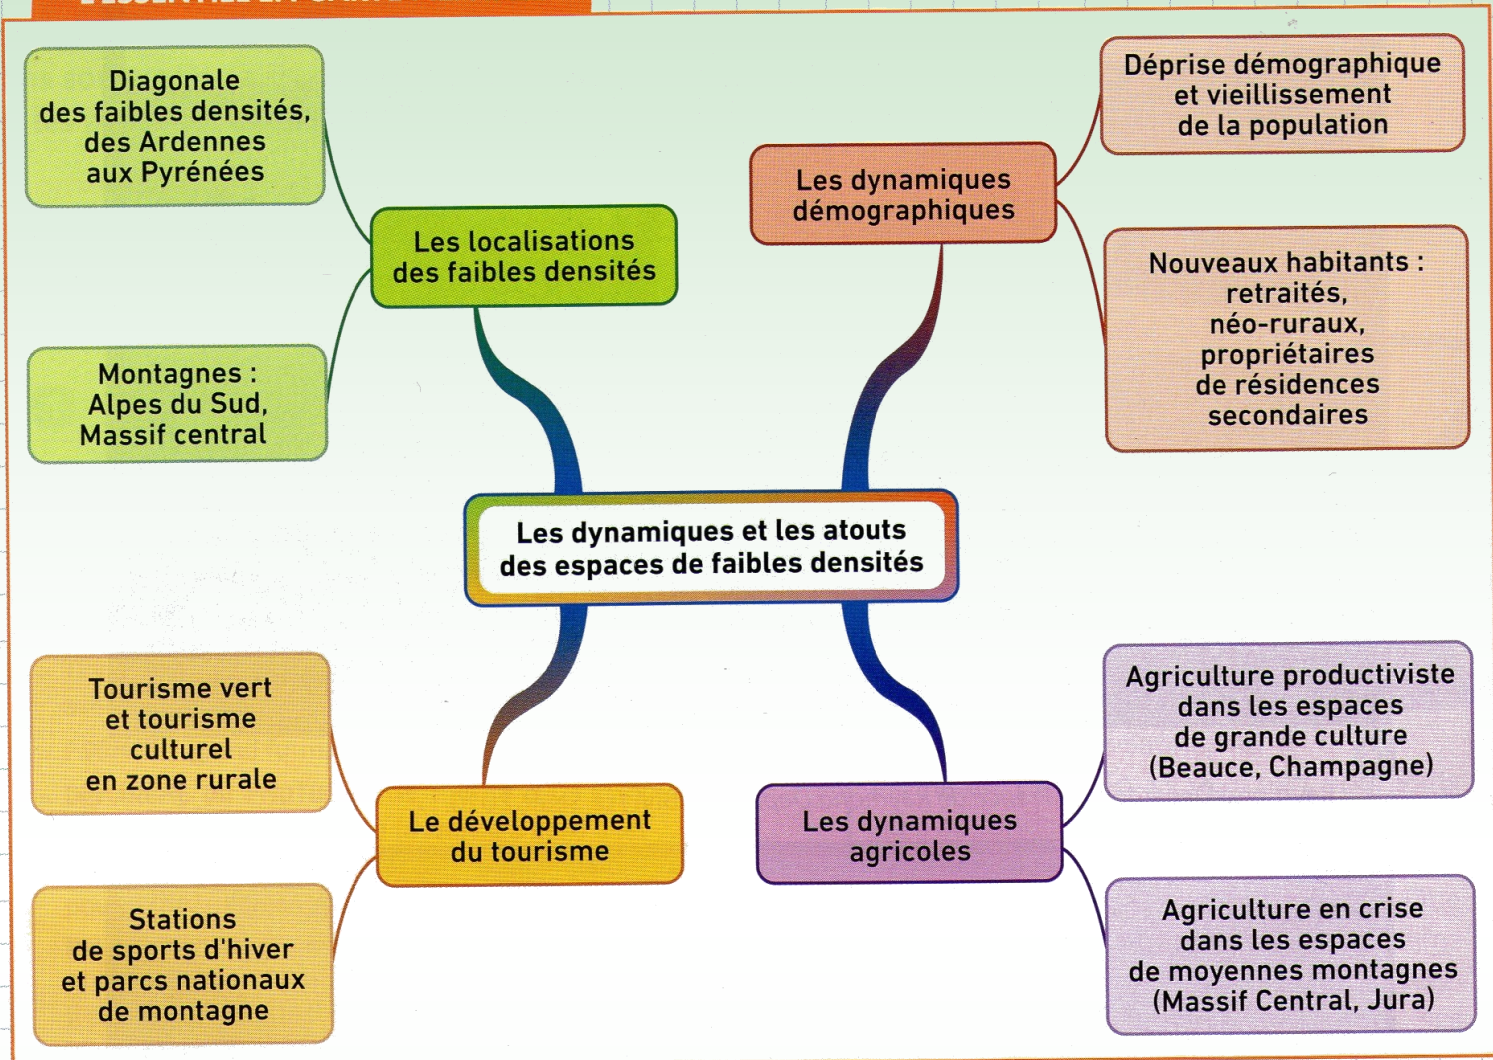 Diagonale
des faibles densités,
des Ardennes
aux Pyrénées
Les localisations
des faibles densités
Montagnes :
Alpes du Sud,
Massif central
Les dynamiques
démographiques
Déprise démographique
et vieillissement
de la population
Nouveaux habitants :
retraités,
néo-ruraux,
propriétaires
de résidences
secondaires
Les dynamiques et les atouts
des espaces de faibles densités
Tourisme vert
et tourisme
culturel
en zone rurale
Le développement
du tourisme
Stations
de sports d'hiver
et parcs nationaux
de montagne
Les dynamiques
agricoles
Agriculture productiviste
dans les espaces
de grande culture
(Beauce, Champagne)
Agriculture en crise
dans les espaces
de moyennes montagnes
(Massif Central, Jura)